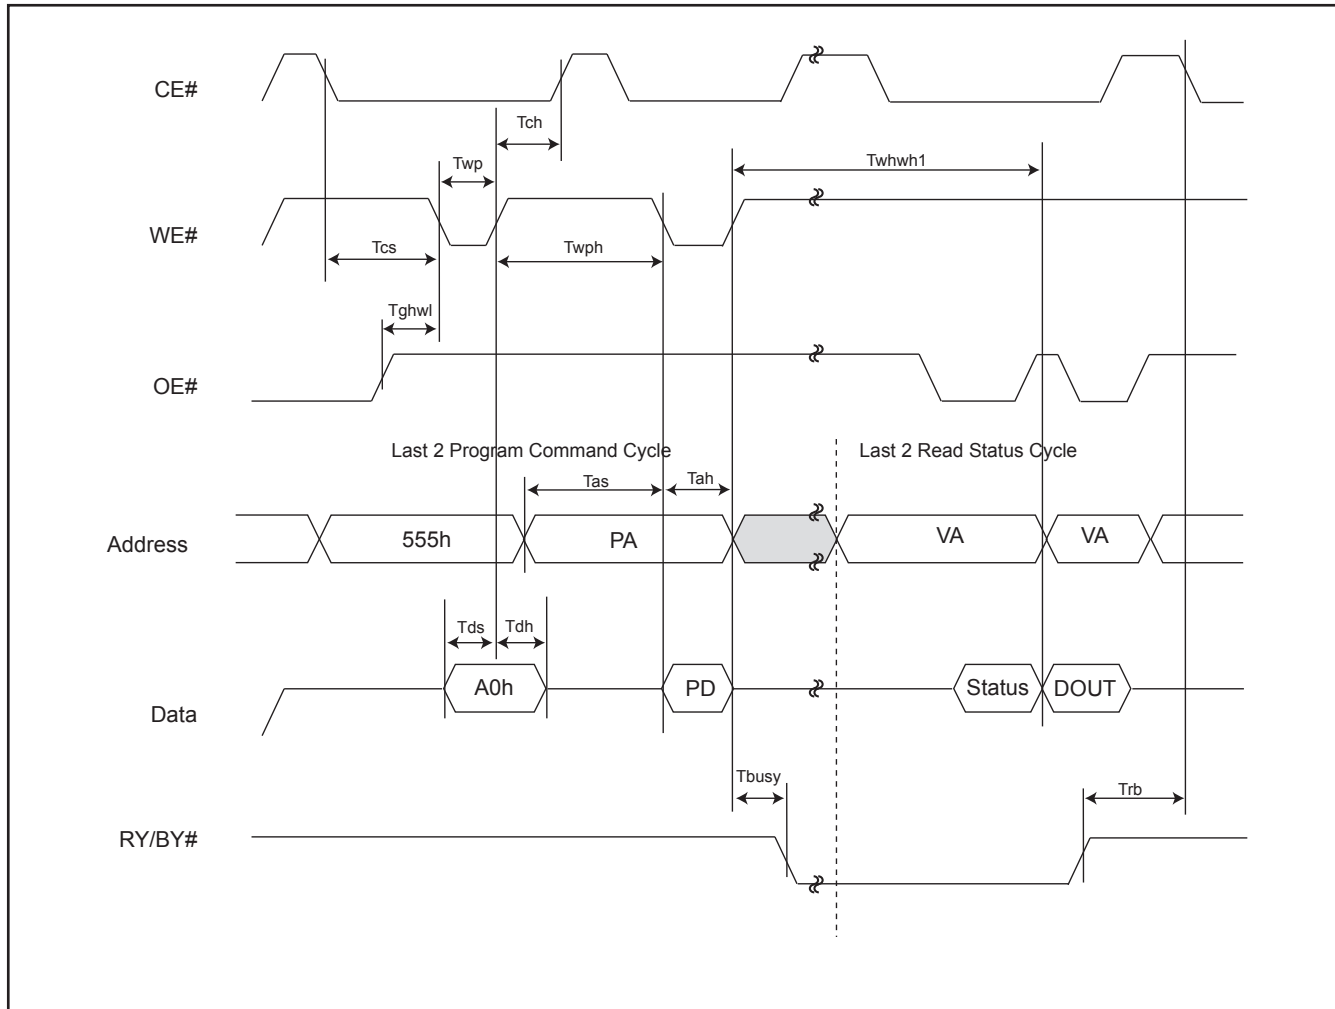 CE#
Tch
Twp
Twhwh1
WE#
Tcs
Twph
Tghwl
OE#
Last 2 Program Command Cycle
Last 2 Read Status Cycle
Tas
Tah
Address
555h
PA
VA
VA
Tds
Tdh
Data
A0h
PD
Status
DOUT
Tbusy
Trb
RY/BY#